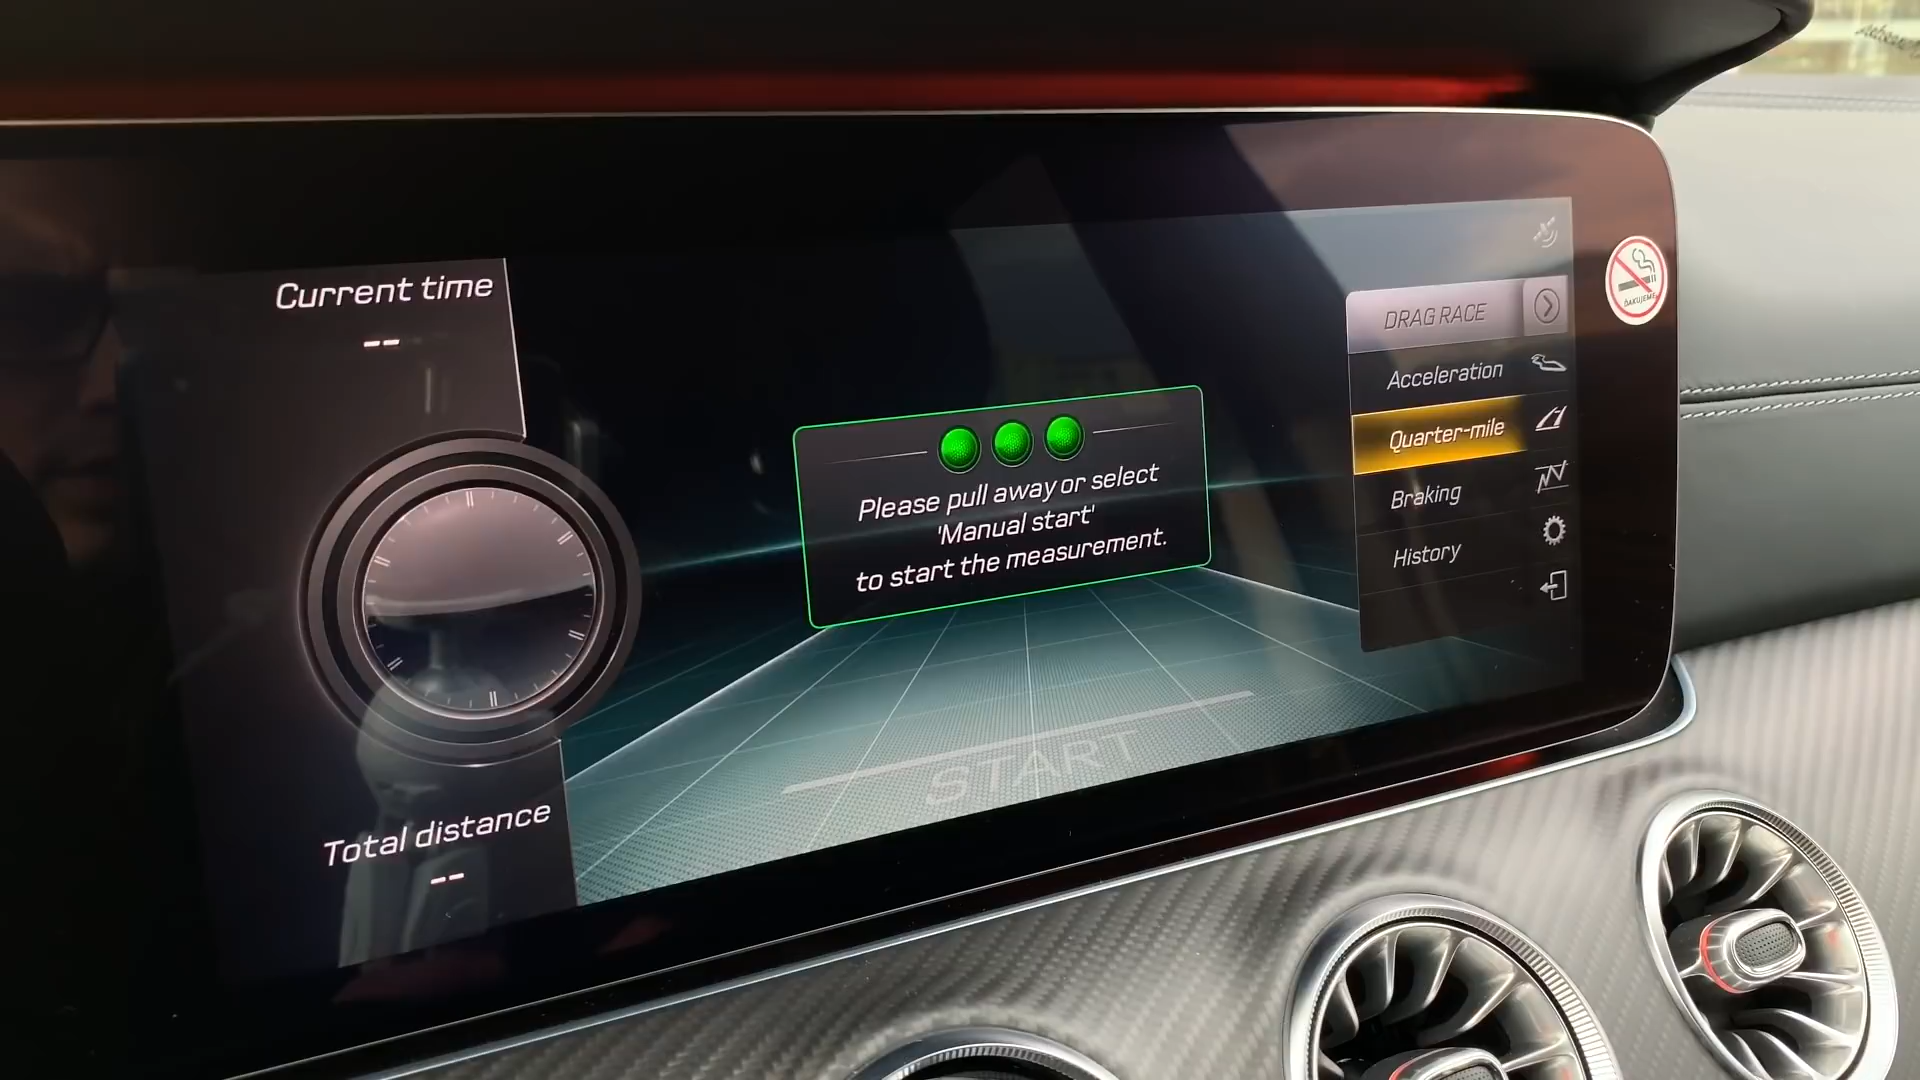 Current time
--
Total distance
--
Please pull away or select
'Manual start'
to start the measurement.
START
DRAG RACE
Acceleration
Quarter-mile
Braking
History
ĎAKUJEME